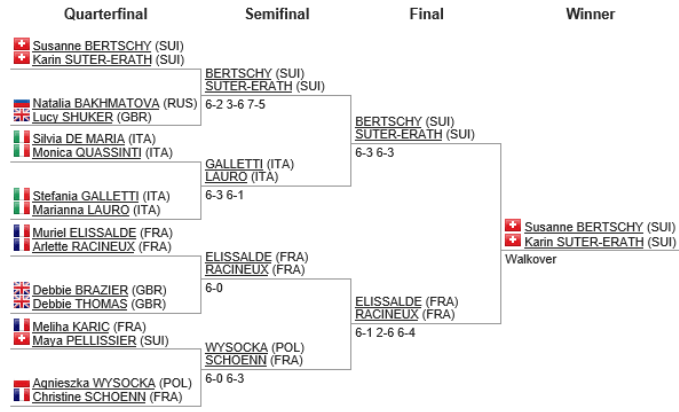 Quarterfinal Semifinal Final Winner
Susanne BERTSCHY (SUI)
Karin SUTER-ERATH (SUI)
BERTSCHY (SUI)
SUTER-ERATH (SUI)
6-2 3-6 7-5
Natalia BAKHMATOVA (RUS)
Lucy SHUKER (GBR)
BERTSCHY (SUI)
SUTER-ERATH (SUI)
6-3 6-3
Silvia DE MARIA (ITA)
Monica QUASSINTI (ITA)
GALLETTI (ITA)
LAURO (ITA)
6-3 6-1
Stefania GALLETTI (ITA)
Marianna LAURO (ITA)
Susanne BERTSCHY (SUI)
Karin SUTER-ERATH (SUI)
Walkover
Muriel ELISSALDE (FRA)
Arlette RACINEUX (FRA)
ELISSALDE (FRA)
RACINEUX (FRA)
6-0
Debbie BRAZIER (GBR)
Debbie THOMAS (GBR)
ELISSALDE (FRA)
RACINEUX (FRA)
6-1 2-6 6-4
Meliha KARIC (FRA)
Maya PELLISSIER (SUI)
WYSOCKA (POL)
SCHOENN (FRA)
6-0 6-3
Agnieszka WYSOCKA (POL)
Christine SCHOENN (FRA)